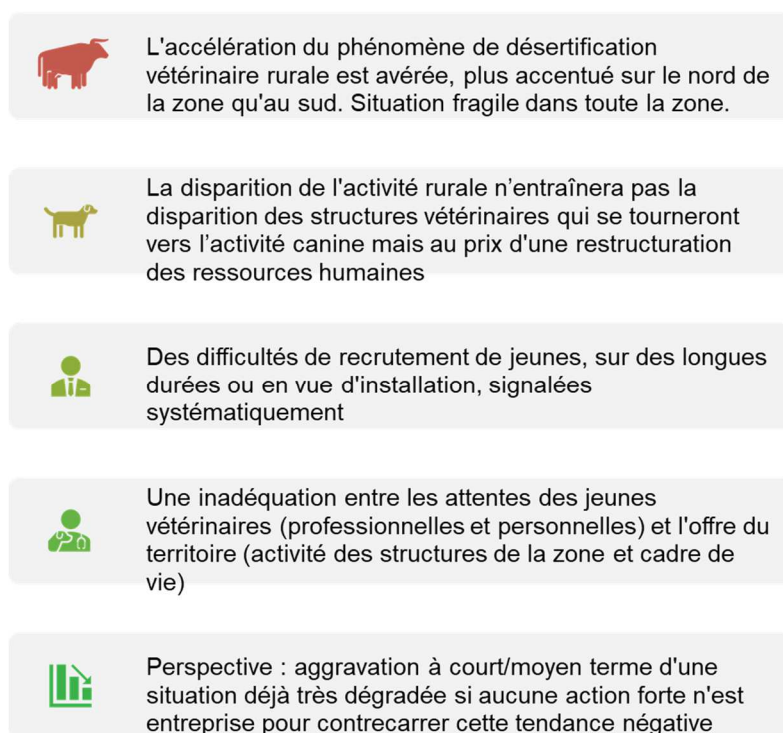 L'accélération du phénomène de désertification
vétérinaire rurale est avérée, plus accentué sur le nord de
la zone qu'au sud. Situation fragile dans toute la zone.
La disparition de l'activité rurale n’entraînera pas la
disparition des structures vétérinaires qui se tourneront
vers l’activité canine mais au prix d'une restructuration
des ressources humaines
Des difficultés de recrutement de jeunes, sur des longues
durées ou en vue d'installation, signalées
systématiquement
Une inadéquation entre les attentes des jeunes
vétérinaires (professionnelles et personnelles) et l'offre du
territoire (activité des structures de la zone et cadre de
vie)
Perspective : aggravation à court/moyen terme d'une
situation déjà très dégradée si aucune action forte n'est
entreprise pour contrecarrer cette tendance négative